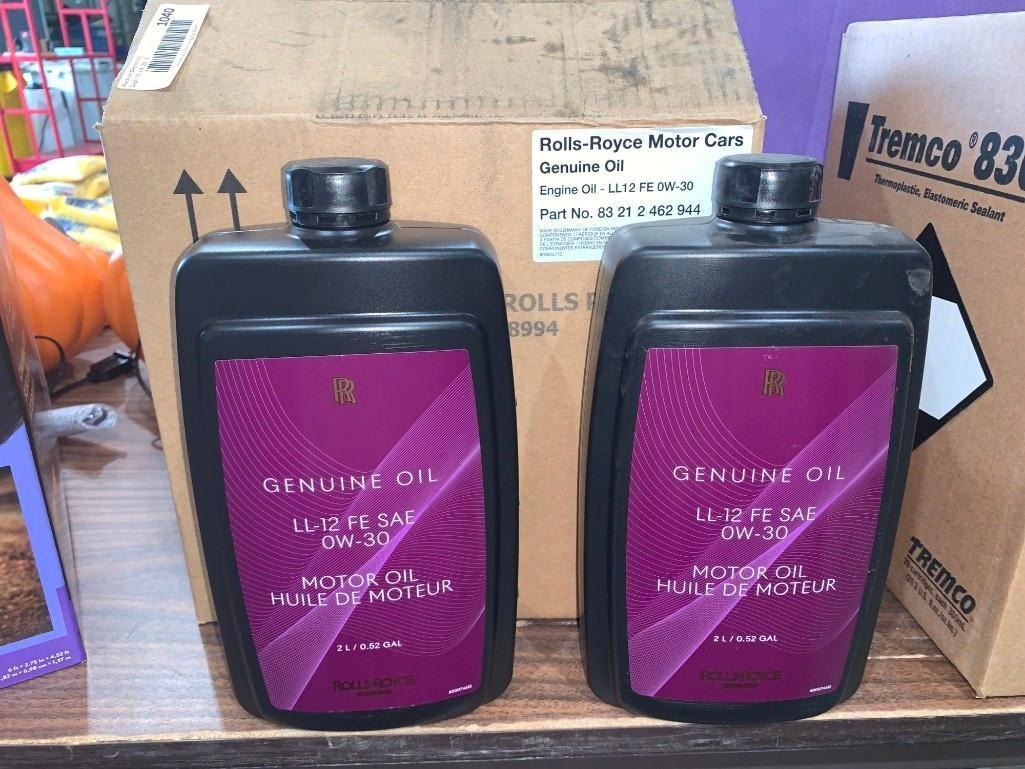 1040
Rolls-Royce Motor Cars
Genuine Oil
Engine Oil - LL12 FE 0W-30
Part No. 83 21 2 462 944
ROLLS R
8994
RR
GENUINE OIL
LL-12 FE SAE
0W-30
MOTOR OIL
HUILE DE MOTEUR
2 L / 0.52 GAL
ROLLS-ROYCE
RR
GENUINE OIL
LL-12 FE SAE
0W-30
MOTOR OIL
HUILE DE MOTEUR
2 L / 0.52 GAL
ROLLS-ROYCE
Tremco® 830
Thermoplastic, Elastomeric Sealant
TREMCO